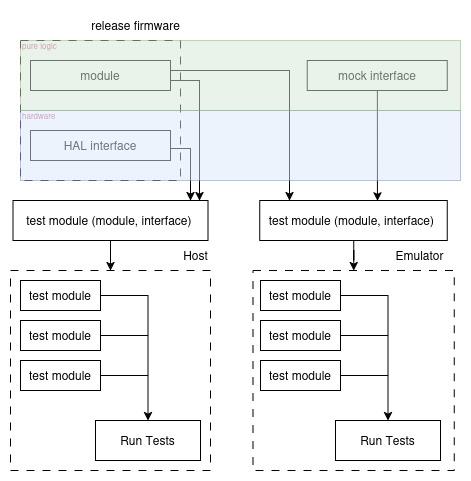 release firmware
pure logic
module
mock interface
hardware
HAL interface
test module (module, interface)
test module (module, interface)
Host
Emulator
test module
test module
test module
Run Tests
test module
test module
test module
Run Tests